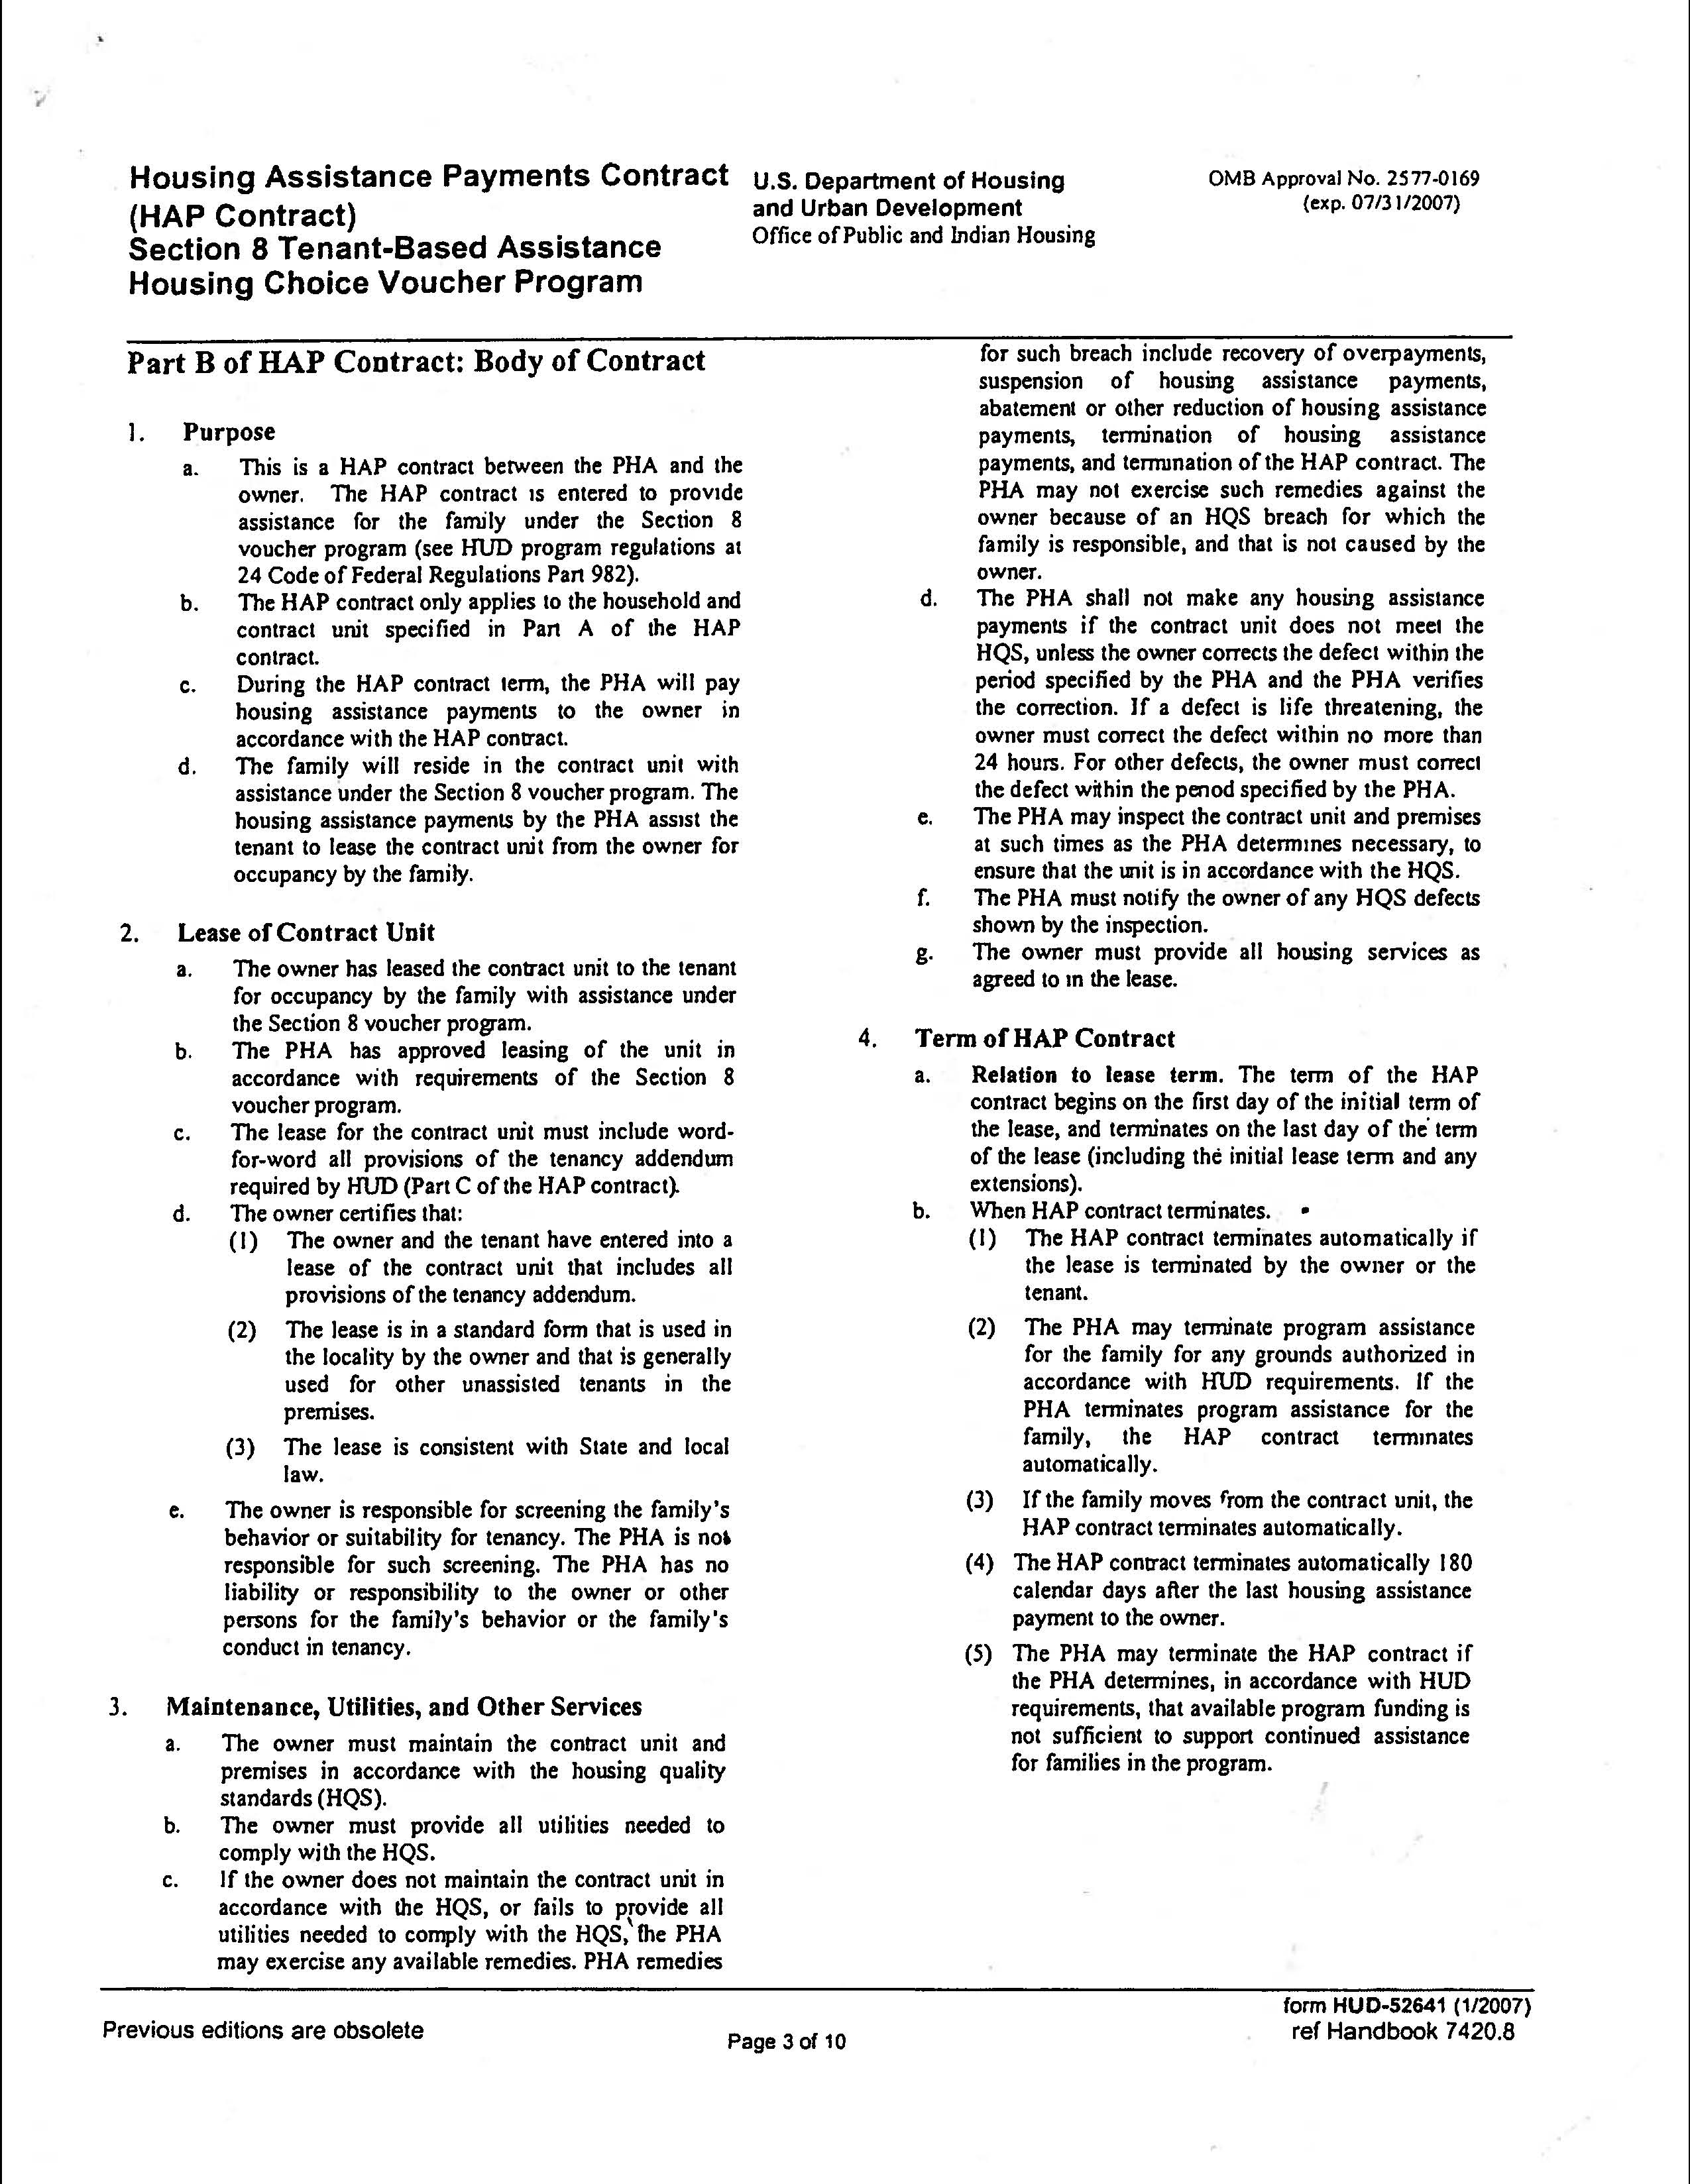 Housing Assistance Payments Contract
(HAP Contract)
Section 8 Tenant-Based Assistance
Housing Choice Voucher Program
U.S. Department of Housing
and Urban Development
Office of Public and Indian Housing
OMB Approval No. 2577-0169
(exp. 07/31/2007)
Part B of HAP Contract: Body of Contract
1. Purpose
a. This is a HAP contract between the PHA and the
owner. The HAP contract is entered to provide
assistance for the family under the Section 8
voucher program (see HUD program regulations at
24 Code of Federal Regulations Part 982).
b. The HAP contract only applies to the household and
contract unit specified in Part A of the HAP
contract.
c. During the HAP contract term, the PHA will pay
housing assistance payments to the owner in
accordance with the HAP contract.
d. The family will reside in the contract unit with
assistance under the Section 8 voucher program. The
housing assistance payments by the PHA assist the
tenant to lease the contract unit from the owner for
occupancy by the family.
2. Lease of Contract Unit
a. The owner has leased the contract unit to the tenant
for occupancy by the family with assistance under
the Section 8 voucher program.
b. The PHA has approved leasing of the unit in
accordance with requirements of the Section 8
voucher program.
c. The lease for the contract unit must include word-
for-word all provisions of the tenancy addendum
required by HUD (Part C of the HAP contract).
d. The owner certifies that:
(1) The owner and the tenant have entered into a
lease of the contract unit that includes all
provisions of the tenancy addendum.
(2) The lease is in a standard form that is used in
the locality by the owner and that is generally
used for other unassisted tenants in the
premises.
(3) The lease is consistent with State and local
law.
e. The owner is responsible for screening the family's
behavior or suitability for tenancy. The PHA is not
responsible for such screening. The PHA has no
liability or responsibility to the owner or other
persons for the family's behavior or the family's
conduct in tenancy.
3. Maintenance, Utilities, and Other Services
a. The owner must maintain the contract unit and
premises in accordance with the housing quality
standards (HQS).
b. The owner must provide all utilities needed to
comply with the HQS.
c. If the owner does not maintain the contract unit in
accordance with the HQS, or fails to provide all
utilities needed to comply with the HQS, the PHA
may exercise any available remedies. PHA remedies
for such breach include recovery of overpayments,
suspension of housing assistance payments,
abatement or other reduction of housing assistance
payments, termination of housing assistance
payments, and termination of the HAP contract. The
PHA may not exercise such remedies against the
owner because of an HQS breach for which the
family is responsible, and that is not caused by the
owner.
d. The PHA shall not make any housing assistance
payments if the contract unit does not meet the
HQS, unless the owner corrects the defect within the
period specified by the PHA and the PHA verifies
the correction. If a defect is life threatening, the
owner must correct the defect within no more than
24 hours. For other defects, the owner must correct
the defect within the period specified by the PHA.
e. The PHA may inspect the contract unit and premises
at such times as the PHA determines necessary, to
ensure that the unit is in accordance with the HQS.
f. The PHA must notify the owner of any HQS defects
shown by the inspection.
g. The owner must provide all housing services as
agreed to in the lease.
4. Term of HAP Contract
a. Relation to lease term. The term of the HAP
contract begins on the first day of the initial term of
the lease, and terminates on the last day of the term
of the lease (including the initial lease term and any
extensions).
b. When HAP contract terminates.
(1) The HAP contract terminates automatically if
the lease is terminated by the owner or the
tenant.
(2) The PHA may terminate program assistance
for the family for any grounds authorized in
accordance with HUD requirements. If the
PHA terminates program assistance for the
family, the HAP contract terminates
automatically.
(3) If the family moves from the contract unit, the
HAP contract terminates automatically.
(4) The HAP contract terminates automatically 180
calendar days after the last housing assistance
payment to the owner.
(5) The PHA may terminate the HAP contract if
the PHA determines, in accordance with HUD
requirements, that available program funding is
not sufficient to support continued assistance
for families in the program.
Previous editions are obsolete
Page 3 of 10
form HUD-52641 (1/2007)
ref Handbook 7420.8